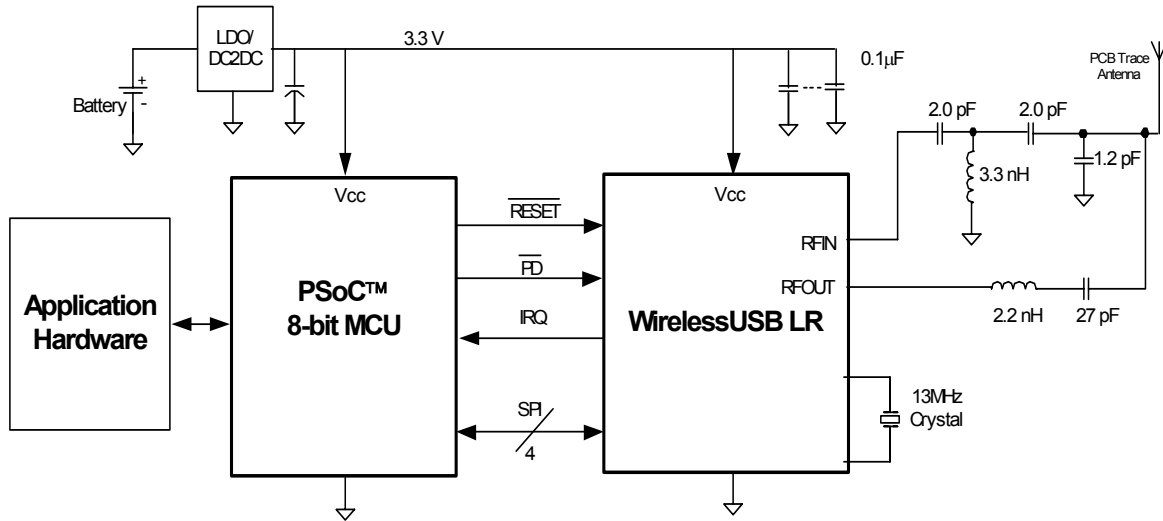 LDO/
DC2DC
3.3 V
0.1µF
PCB Trace
Antenna
+
-
Battery
2.0 pF
2.0 pF
1.2 pF
3.3 nH
Vcc
Vcc
RESET
RFIN
PD
RFOUT
Application
Hardware
PSoC™
8-bit MCU
IRQ
WirelessUSB LR
2.2 nH
27 pF
SPI
4
13MHz
Crystal